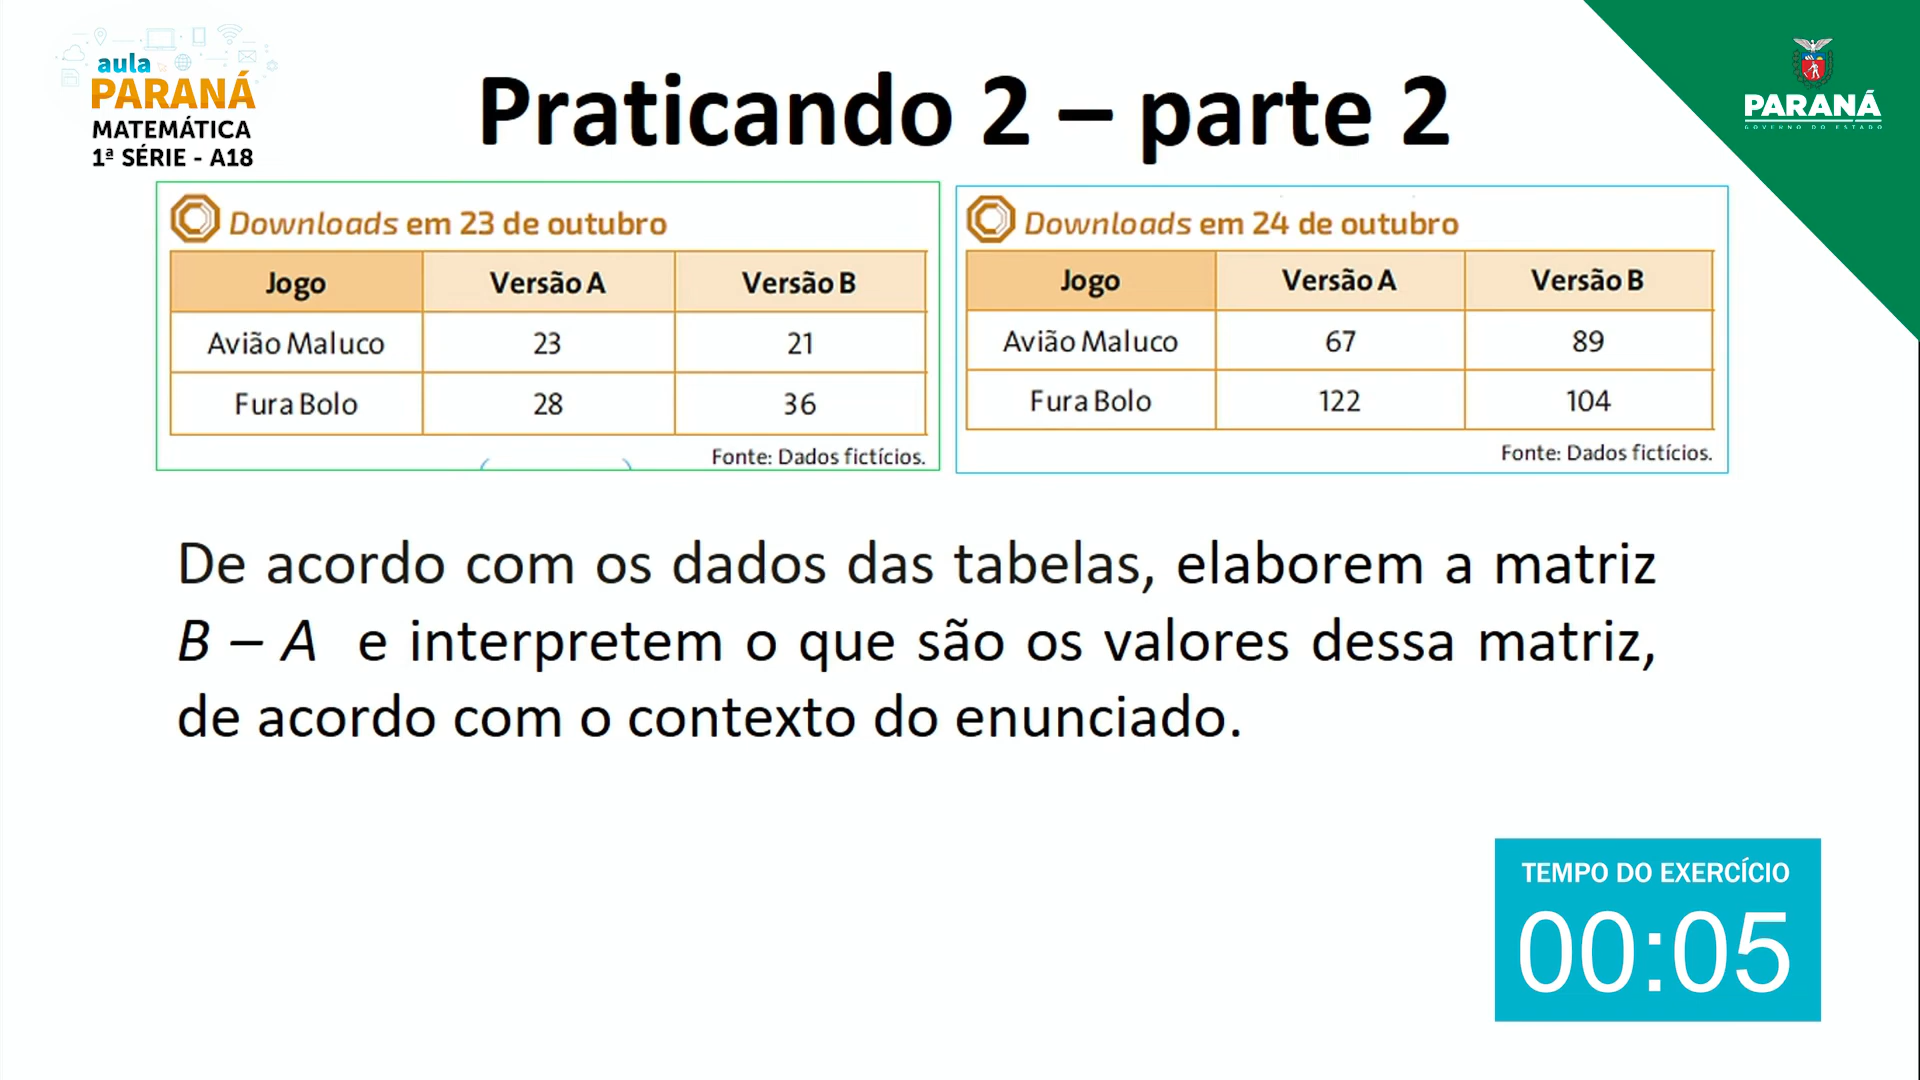 aula
PARANÁ
MATEMÁTICA
1ª SÉRIE - A18
Praticando 2 – parte 2
PARANÁ
GOVERNO DO ESTADO
Downloads em 23 de outubro
Jogo Versão A Versão B
Avião Maluco 23 21
Fura Bolo 28 36
Fonte: Dados fictícios.
Downloads em 24 de outubro
Jogo Versão A Versão B
Avião Maluco 67 89
Fura Bolo 122 104
Fonte: Dados fictícios.
De acordo com os dados das tabelas, elaborem a matriz
B – A e interpretem o que são os valores dessa matriz,
de acordo com o contexto do enunciado.
TEMPO DO EXERCÍCIO
00:05